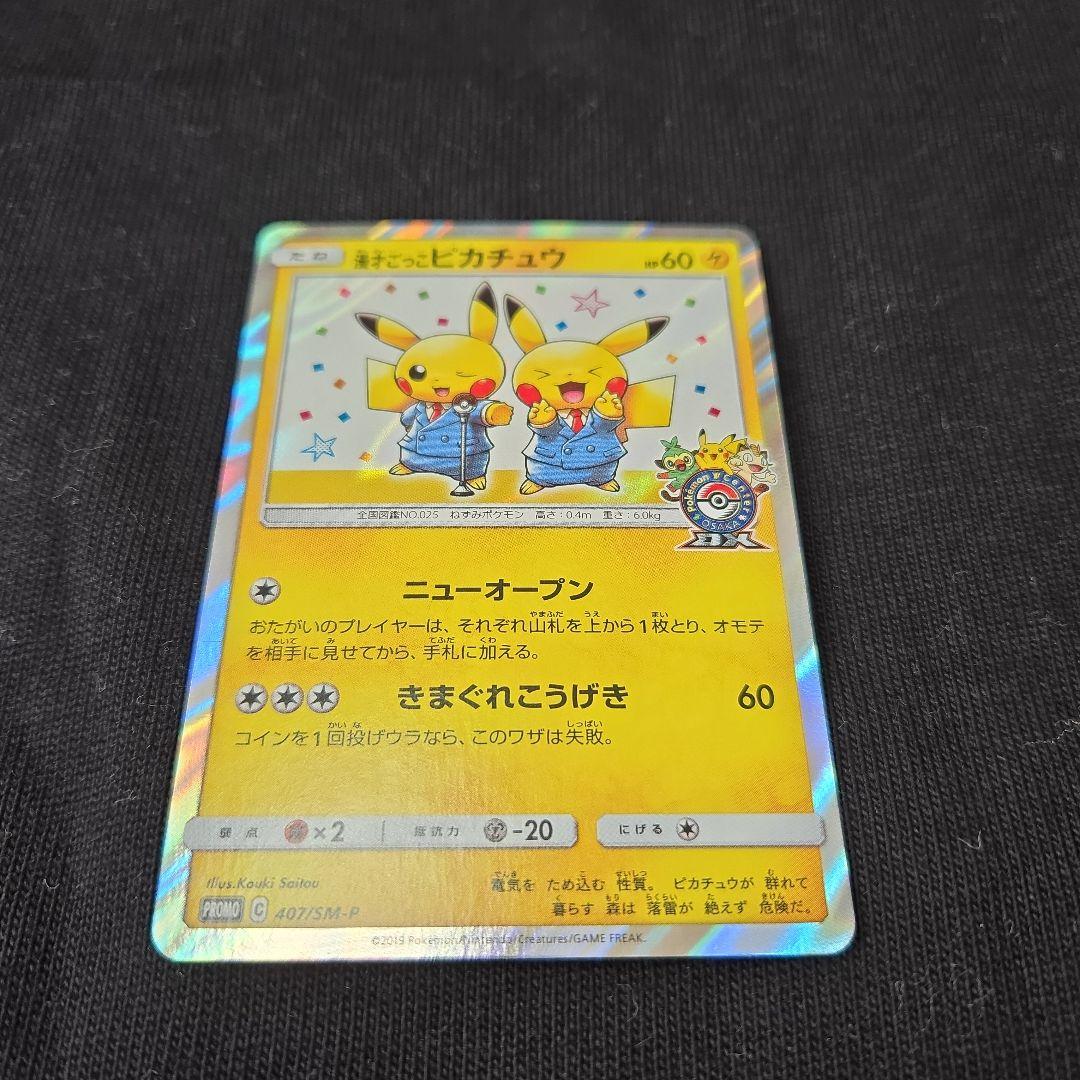 たね 漫才ごっこピカチュウ HP60
全国図鑑NO.025 ねずみポケモン 高さ:0.4m 重さ:6.0kg
Pokémon Center
OSAKA
DX
ニューオープン
おたがいのプレイヤーは、それぞれ山札を上から1枚とり、オモテ
を相手に見せてから、手札に加える。
きまぐれこうげき 60
コインを1回投げウラなら、このワザは失敗。
弱点 ×2 抵抗力 -20 にげる
Illus.Kouki Saitou
電気を ため込む 性質。 ピカチュウが 群れて
暮らす 森は 落雷が 絶えず 危険だ。
PROMO C 407/SM-P
©2019 Pokémon/Nintendo/Creatures/GAME FREAK.